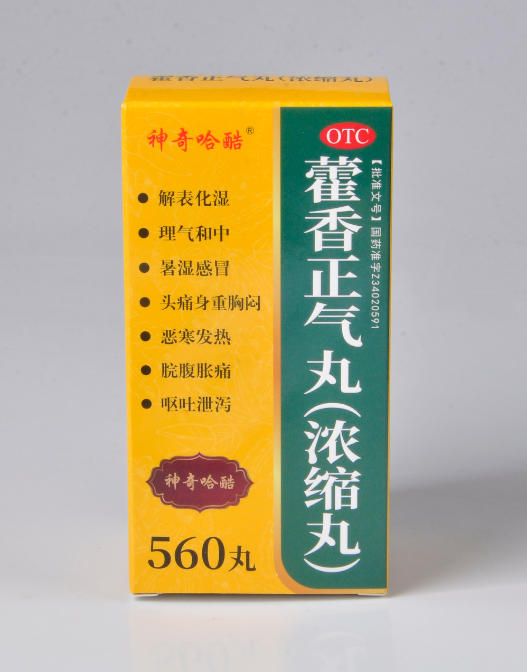 藿香正气丸(浓缩丸)
神奇哈酷®
OTC
【批准文号】国药准字Z34020591
藿香正气丸(浓缩丸)
● 解表化湿
● 理气和中
● 暑湿感冒
● 头痛身重胸闷
● 恶寒发热
● 脘腹胀痛
● 呕吐泄泻
神奇哈酷
560丸